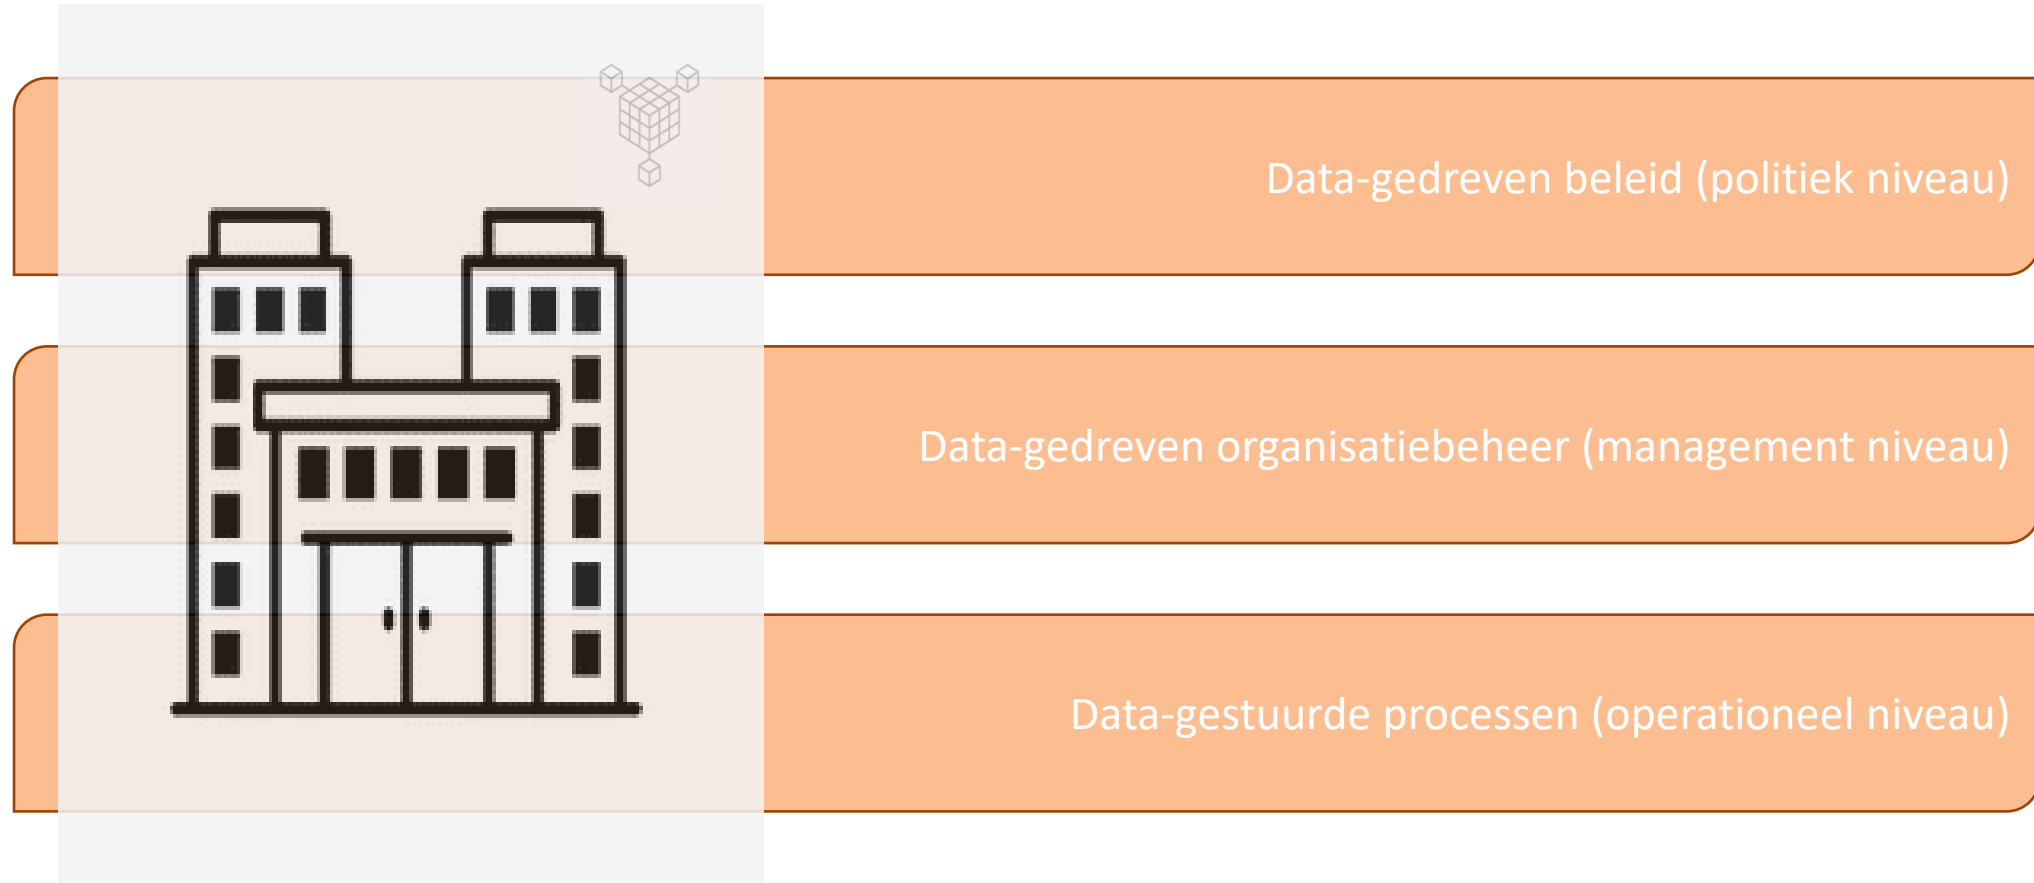 Data-gedreven beleid (politiek niveau)
Data-gedreven organisatiebeheer (management niveau)
Data-gestuurde processen (operationeel niveau)